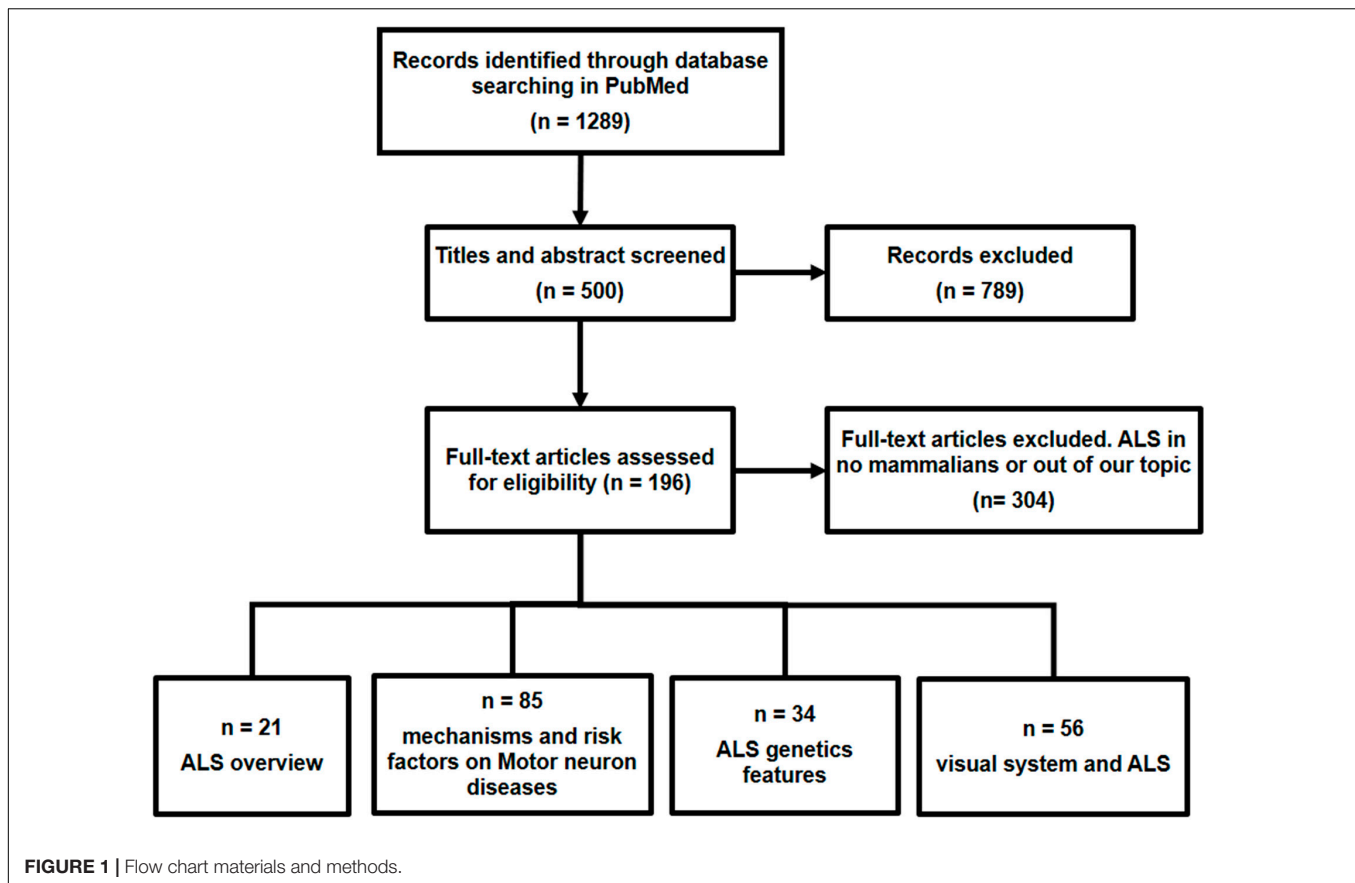 Records identified through database
searching in PubMed
(n = 1289)
Titles and abstract screened
(n = 500)
Records excluded
(n = 789)
Full-text articles assessed
for eligibility (n = 196)
Full-text articles excluded. ALS in
no mammalians or out of our topic
(n= 304)
n = 21
ALS overview
n = 85
mechanisms and risk
factors on Motor neuron
diseases
n = 34
ALS genetics
features
n = 56
visual system and ALS
FIGURE 1 | Flow chart materials and methods.